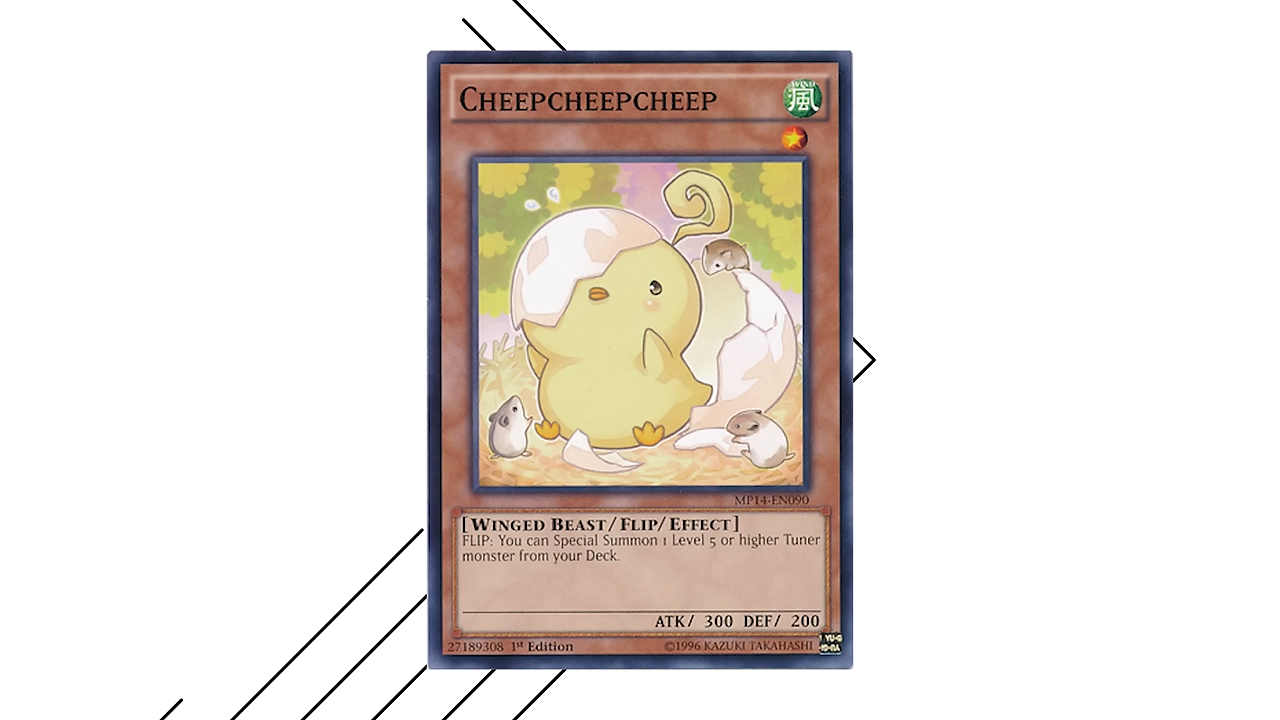 CHEEPCHEEPCHEEP
WIND
風
MP14-EN090
[WINGED BEAST/FLIP/EFFECT]
FLIP: You can Special Summon 1 Level 5 or higher Tuner
monster from your Deck.
ATK/ 300 DEF/ 200
27189308 1st Edition
©1996 KAZUKI TAKAHASHI